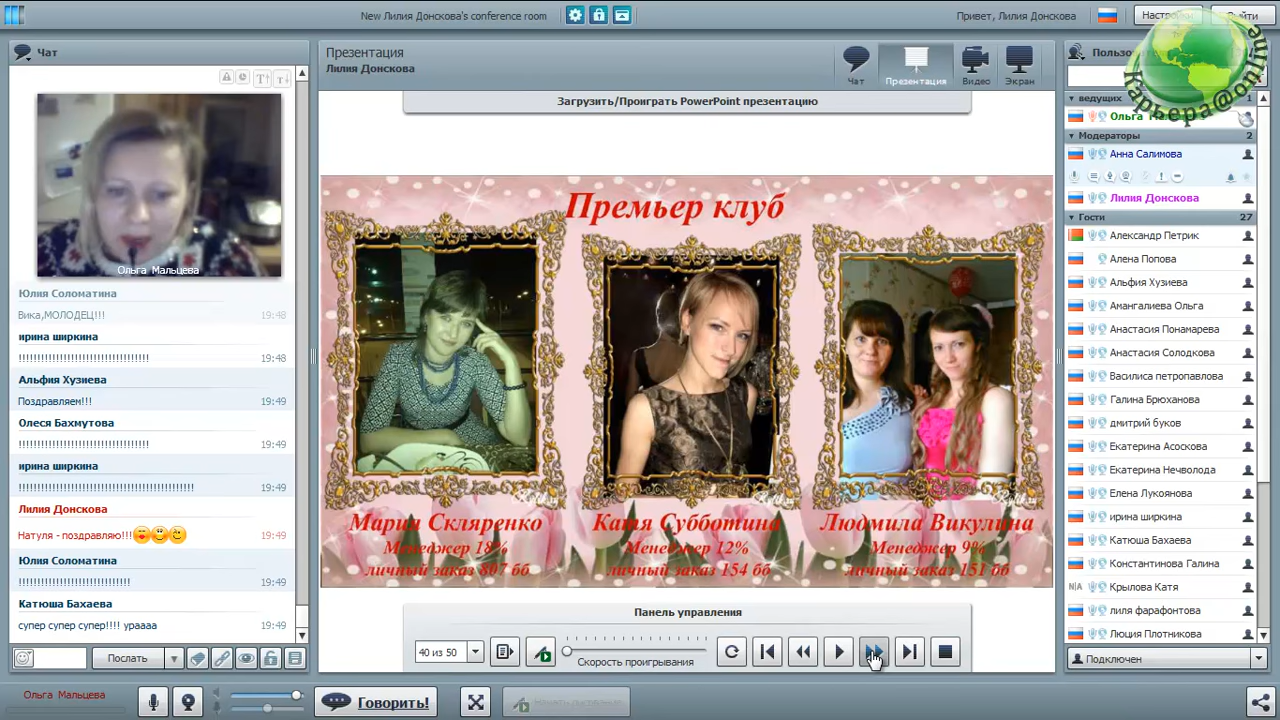 New Лилия Донскова's conference room
Привет, Лилия Донскова
Настройки
Выйти
карьера@online
Чат
Ольга Мальцева
Юлия Соломатина
Вика,МОЛОДЕЦ!!! 19:48
ирина ширкина
!!!!!!!!!!!!!!!!!!!!!!!!!!!!!!!!!! 19:48
Альфия Хузиева
Поздравляем!!! 19:49
Олеся Бахмутова
!!!!!!!!!!!!!!!!!!!!!!!!!!!!!!!!!! 19:49
ирина ширкина
!!!!!!!!!!!!!!!!!!!!!!!!!!!!!!!!!!!!!!!!!!!!!! 19:49
Лилия Донскова
Натуля - поздравляю!!! 19:49
Юлия Соломатина
!!!!!!!!!!!!!!!!!!!!!!!!!!!!! 19:49
Катюша Бахаева
супер супер супер!!!! ураааа 19:49
Послать
Презентация
Лилия Донскова
Чат
Презентация
Видео
Экран
Загрузить/Проиграть PowerPoint презентацию
Премьер клуб
Мария Скляренко
Менеджер 18%
личный заказ 807 бб
Катя Субботина
Менеджер 12%
личный заказ 154 бб
Людмила Викулина
Менеджер 9%
личный заказ 151 бб
Панель управления
40 из 50
Скорость проигрывания
ведущих 1
Модераторы 2
Анна Салимова
Лилия Донскова
Гости 27
Александр Петрик
Алена Попова
Альфия Хузиева
Амангалиева Ольга
Анастасия Понамарева
Анастасия Солодкова
Василиса петропавлова
Галина Брюханова
дмитрий буков
Екатерина Асоскова
Екатерина Нечволода
Елена Лукоянова
ирина ширкина
Катюша Бахаева
Константинова Галина
N/A Крылова Катя
лиля фарафонтова
Люция Плотникова
Подключен
Ольга Мальцева
Говорить!